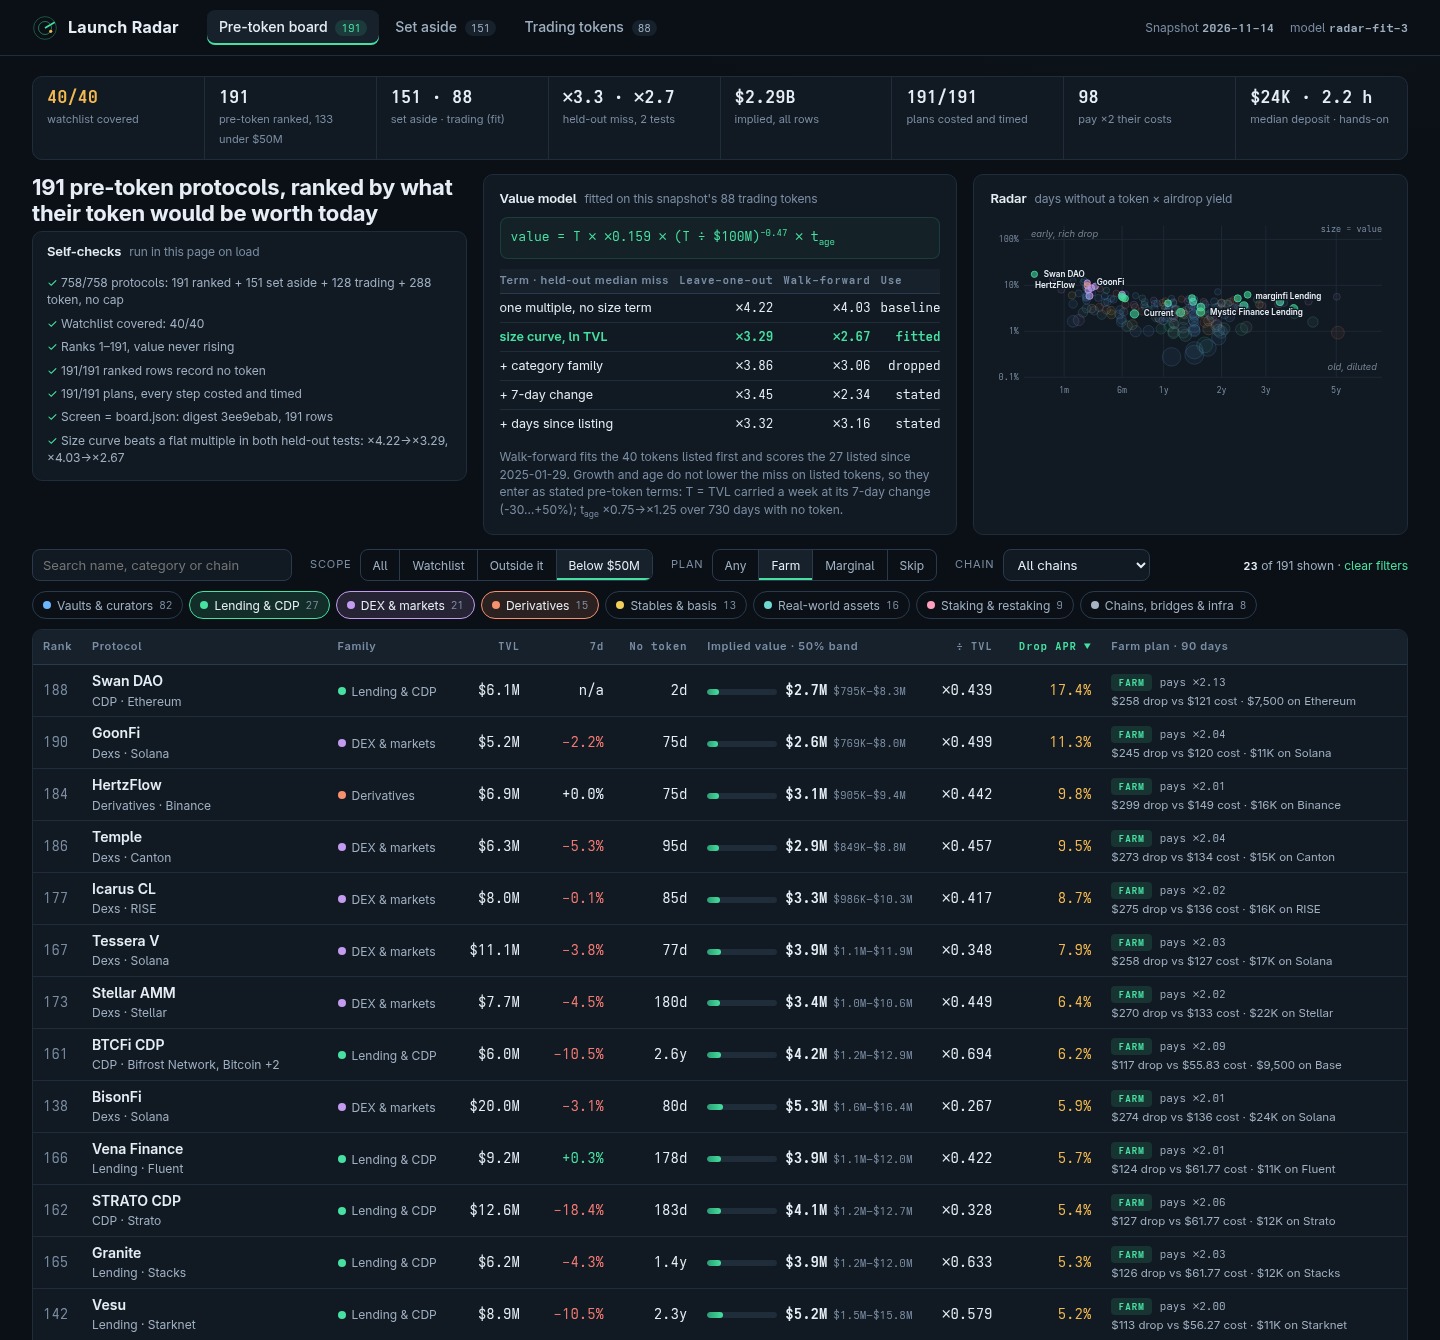 Launch Radar
Pre-token board 191
Set aside 151
Trading tokens 88
Snapshot 2026-11-14 model radar-fit-3
40/40
watchlist covered
191
pre-token ranked, 133
under $50M
151 · 88
set aside · trading (fit)
×3.3 · ×2.7
held-out miss, 2 tests
$2.29B
implied, all rows
191/191
plans costed and timed
98
pay ×2 their costs
$24K · 2.2 h
median deposit · hands-on
191 pre-token protocols, ranked by what
their token would be worth today
Self-checks run in this page on load
✓ 758/758 protocols: 191 ranked + 151 set aside + 128 trading + 288
token, no cap
✓ Watchlist covered: 40/40
✓ Ranks 1–191, value never rising
✓ 191/191 ranked rows record no token
✓ 191/191 plans, every step costed and timed
✓ Screen = board.json: digest 3ee9ebab, 191 rows
✓ Size curve beats a flat multiple in both held-out tests: ×4.22→×3.29,
×4.03→×2.67
Value model fitted on this snapshot's 88 trading tokens
value = T × ×0.159 × (T ÷ $100M)−0.47 × tage
Term · held-out median miss Leave-one-out Walk-forward Use
one multiple, no size term ×4.22 ×4.03 baseline
size curve, ln TVL ×3.29 ×2.67 fitted
+ category family ×3.86 ×3.06 dropped
+ 7-day change ×3.45 ×2.34 stated
+ days since listing ×3.32 ×3.16 stated
Walk-forward fits the 40 tokens listed first and scores the 27 listed since
2025-01-29. Growth and age do not lower the miss on listed tokens, so they
enter as stated pre-token terms: T = TVL carried a week at its 7-day change
(-30…+50%); tage ×0.75→×1.25 over 730 days with no token.
Radar days without a token × airdrop yield
100% early, rich drop size = value
10% Swan DAO HertzFlow GoonFi marginfi Lending
Current Mystic Finance Lending
1%
0.1% old, diluted
1m 6m 1y 2y 3y 5y
Search name, category or chain
SCOPE All Watchlist Outside it Below $50M
PLAN Any Farm Marginal Skip
CHAIN All chains
23 of 191 shown · clear filters
Vaults & curators 82
Lending & CDP 27
DEX & markets 21
Derivatives 15
Stables & basis 13
Real-world assets 16
Staking & restaking 9
Chains, bridges & infra 8
Rank Protocol Family TVL 7d No token Implied value · 50% band ÷ TVL Drop APR ▼ Farm plan · 90 days
188 Swan DAO Lending & CDP $6.1M n/a 2d $2.7M $795K–$8.3M ×0.439 17.4% FARM pays ×2.13
CDP · Ethereum $258 drop vs $121 cost · $7,500 on Ethereum
190 GoonFi DEX & markets $5.2M −2.2% 75d $2.6M $769K–$8.0M ×0.499 11.3% FARM pays ×2.04
Dexs · Solana $245 drop vs $120 cost · $11K on Solana
184 HertzFlow Derivatives $6.9M +0.0% 75d $3.1M $905K–$9.4M ×0.442 9.8% FARM pays ×2.01
Derivatives · Binance $299 drop vs $149 cost · $16K on Binance
186 Temple DEX & markets $6.3M −5.3% 95d $2.9M $849K–$8.8M ×0.457 9.5% FARM pays ×2.04
Dexs · Canton $273 drop vs $134 cost · $15K on Canton
177 Icarus CL DEX & markets $8.0M −0.1% 85d $3.3M $986K–$10.3M ×0.417 8.7% FARM pays ×2.02
Dexs · RISE $275 drop vs $136 cost · $16K on RISE
167 Tessera V DEX & markets $11.1M −3.8% 77d $3.9M $1.1M–$11.9M ×0.348 7.9% FARM pays ×2.03
Dexs · Solana $258 drop vs $127 cost · $17K on Solana
173 Stellar AMM DEX & markets $7.7M −4.5% 180d $3.4M $1.0M–$10.6M ×0.449 6.4% FARM pays ×2.02
Dexs · Stellar $270 drop vs $133 cost · $22K on Stellar
161 BTCFi CDP Lending & CDP $6.0M −10.5% 2.6y $4.2M $1.2M–$12.9M ×0.694 6.2% FARM pays ×2.09
CDP · Bifrost Network, Bitcoin +2 $117 drop vs $55.83 cost · $9,500 on Base
138 BisonFi DEX & markets $20.0M −3.1% 80d $5.3M $1.6M–$16.4M ×0.267 5.9% FARM pays ×2.01
Dexs · Solana $274 drop vs $136 cost · $24K on Solana
166 Vena Finance Lending & CDP $9.2M +0.3% 178d $3.9M $1.1M–$12.0M ×0.422 5.7% FARM pays ×2.01
Lending · Fluent $124 drop vs $61.77 cost · $11K on Fluent
162 STRATO CDP Lending & CDP $12.6M −18.4% 183d $4.1M $1.2M–$12.7M ×0.328 5.4% FARM pays ×2.06
CDP · Strato $127 drop vs $61.77 cost · $12K on Strato
165 Granite Lending & CDP $6.2M −4.3% 1.4y $3.9M $1.2M–$12.0M ×0.633 5.3% FARM pays ×2.03
Lending · Stacks $126 drop vs $61.77 cost · $12K on Stacks
142 Vesu Lending & CDP $8.9M −10.5% 2.3y $5.2M $1.5M–$15.8M ×0.579 5.2% FARM pays ×2.00
Lending · Starknet $113 drop vs $56.27 cost · $11K on Starknet